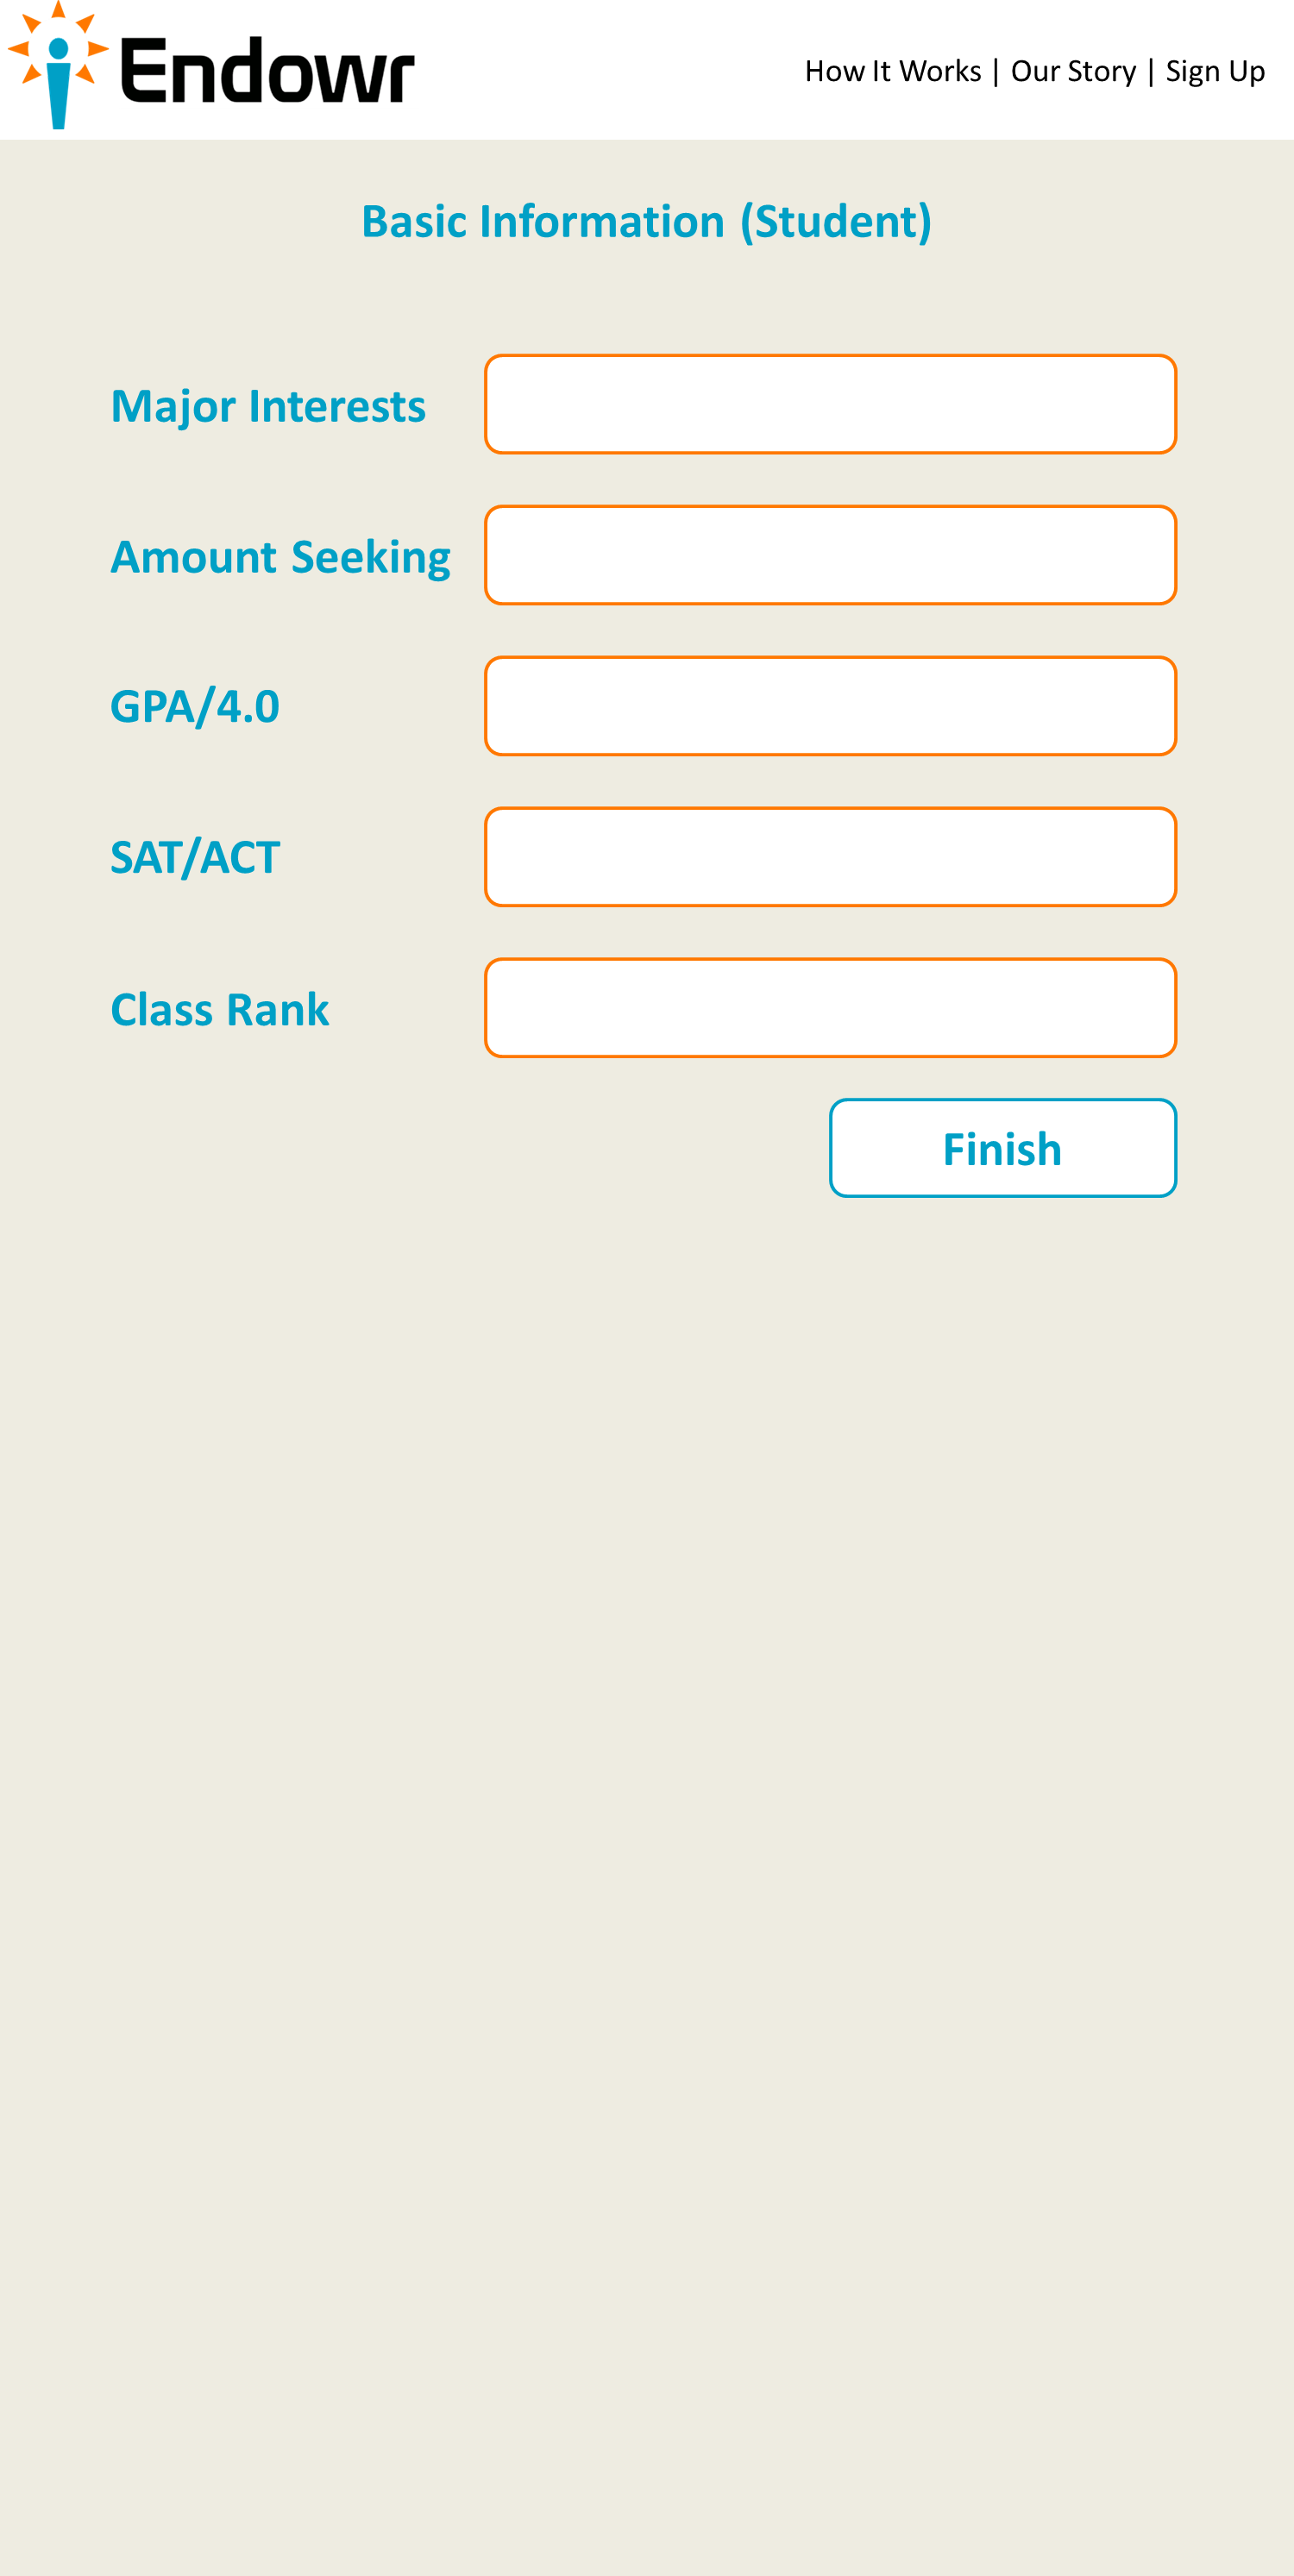 Endowr
How It Works | Our Story | Sign Up
Basic Information (Student)
Major Interests
Amount Seeking
GPA/4.0
SAT/ACT
Class Rank
Finish